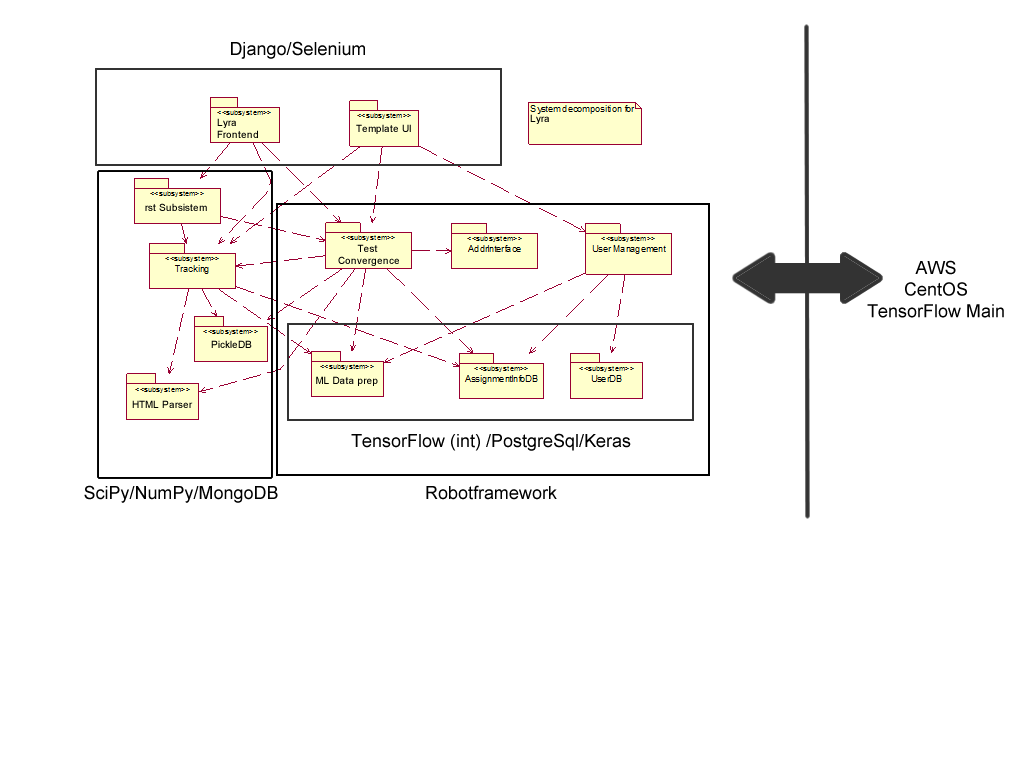 Django/Selenium
<<subsystem>>
Lyra
Frontend
<<subsystem>>
Template UI
System decomposition for
Lyra
<<subsystem>>
rst Subsistem
<<subsystem>>
Tracking
<<subsystem>>
PickleDB
<<subsystem>>
HTML Parser
SciPy/NumPy/MongoDB
<<subsystem>>
Test
Convergence
<<subsystem>>
AddrInterface
<<subsystem>>
User Management
<<subsystem>>
ML Data prep
<<subsystem>>
AssignmentInfoDB
<<subsystem>>
UserDB
TensorFlow (int) /PostgreSql/Keras
Robotframework
AWS
CentOS
TensorFlow Main